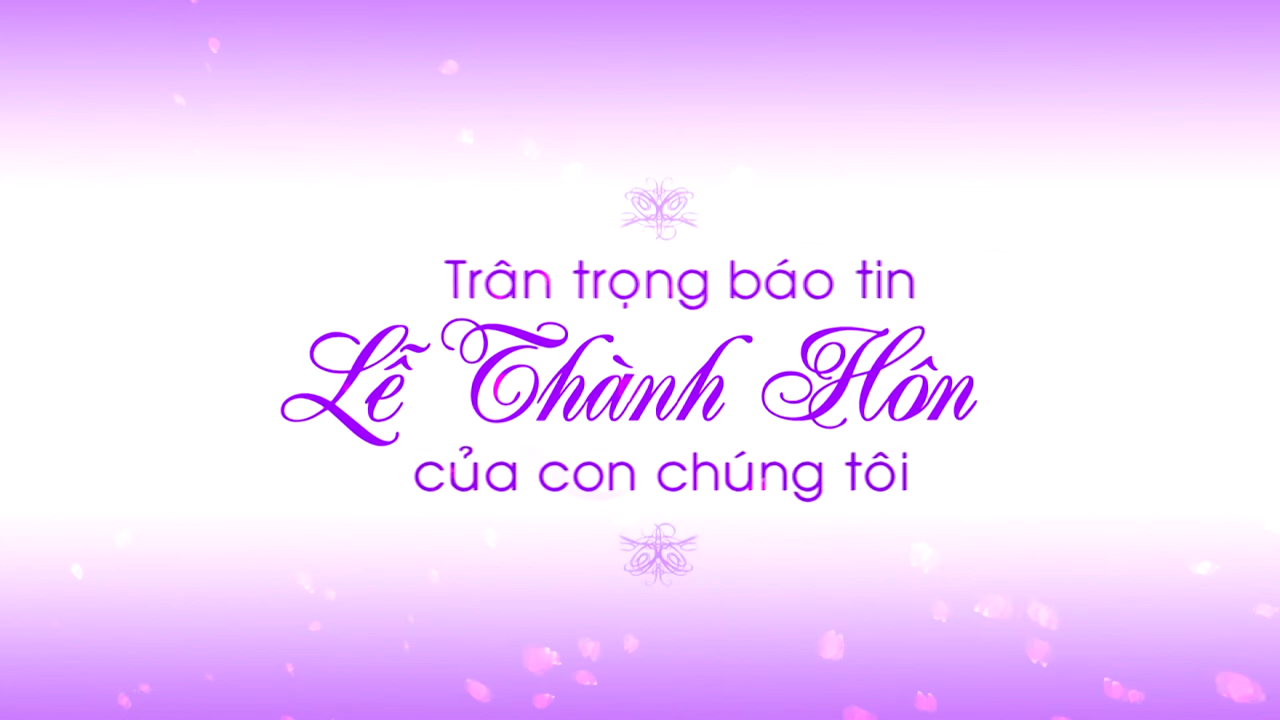 Trân trọng báo tin
Lễ Thành Hôn
của con chúng tôi